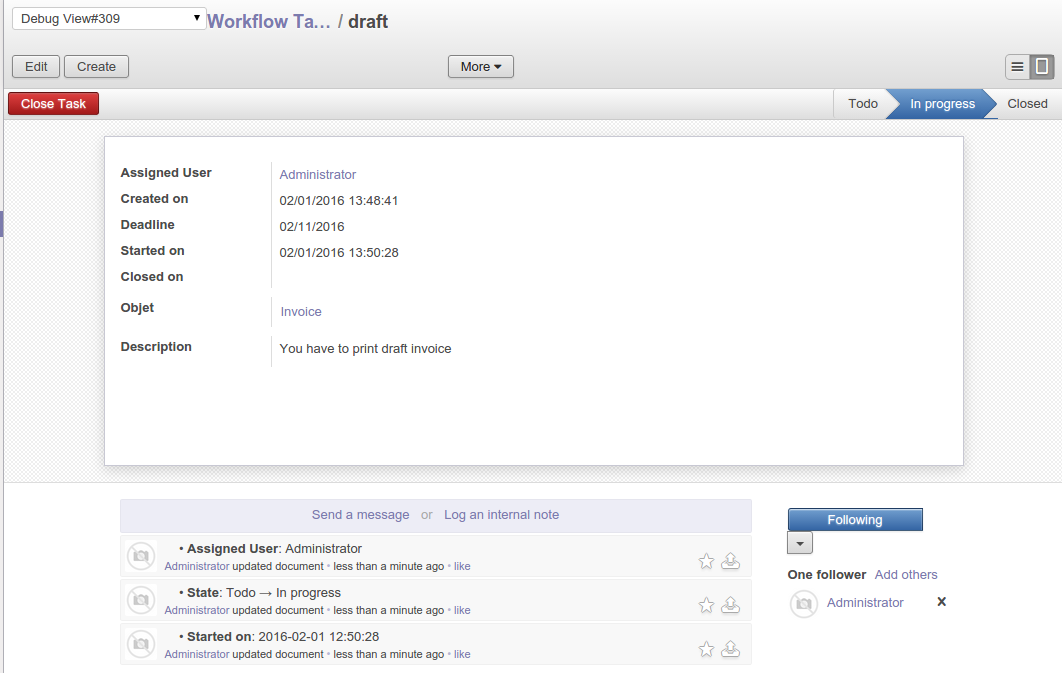 Debug View#309 Workflow Ta... / draft
Edit Create More
Close Task Todo In progress Closed
Assigned User Administrator
Created on 02/01/2016 13:48:41
Deadline 02/11/2016
Started on 02/01/2016 13:50:28
Closed on
Objet Invoice
Description You have to print draft invoice
Send a message or Log an internal note
• Assigned User: Administrator
Administrator updated document • less than a minute ago • like
• State: Todo → In progress
Administrator updated document • less than a minute ago • like
• Started on: 2016-02-01 12:50:28
Administrator updated document • less than a minute ago • like
Following
One follower Add others
Administrator x